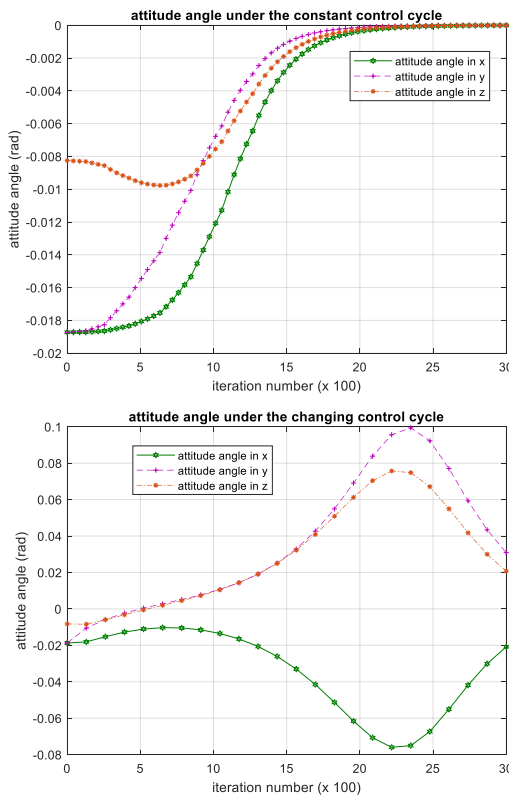 attitude angle under the constant control cycle
0
-0.002
-0.004
-0.006
-0.008
-0.01
-0.012
-0.014
-0.016
-0.018
-0.02
attitude angle (rad)
attitude angle in x
attitude angle in y
attitude angle in z
0 5 10 15 20 25 30
iteration number (x 100)
attitude angle under the changing control cycle
0.1
0.08
0.06
0.04
0.02
0
-0.02
-0.04
-0.06
-0.08
attitude angle (rad)
attitude angle in x
attitude angle in y
attitude angle in z
0 5 10 15 20 25 30
iteration number (x 100)